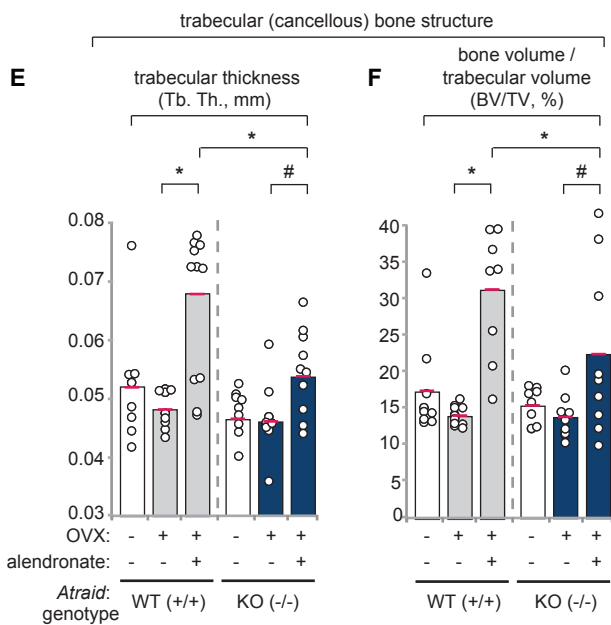 trabecular (cancellous) bone structure
E
trabecular thickness
(Tb. Th., mm)
*
*
#
0.08
0.07
0.06
0.05
0.04
0.03
F
bone volume /
trabecular volume
(BV/TV, %)
*
*
#
40
35
30
25
20
15
10
5
0
OVX: - + + - + + - + + - + +
alendronate: - - + - - + - - + - - +
Atraid:
genotype
WT (+/+) KO (-/-) WT (+/+) KO (-/-)